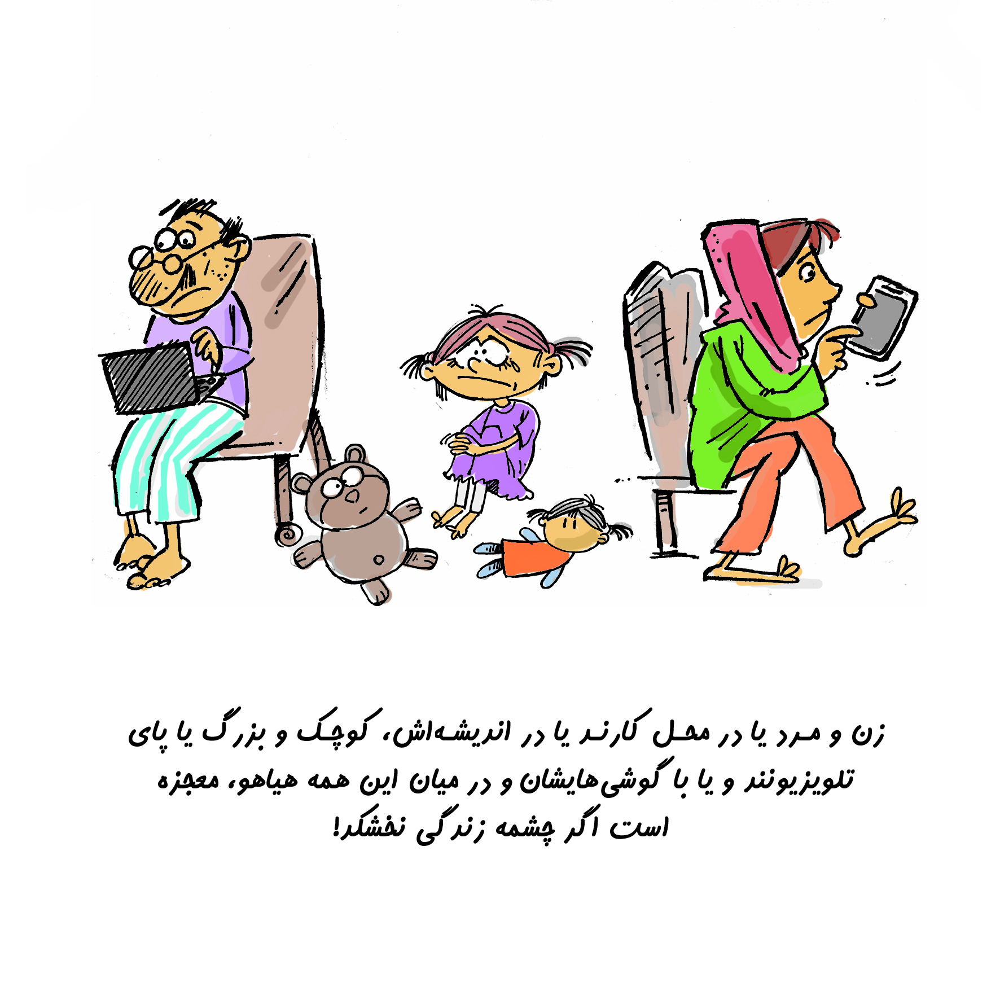 زن و مرد یا در محل کارند یا در اندیشه‌اش، کوچک و بزرگ یا پای
تلویزیونند و یا با گوشی‌هایشان و در میان این همه هیاهو، معجزه
است اگر چشمه زندگی نخشکد!